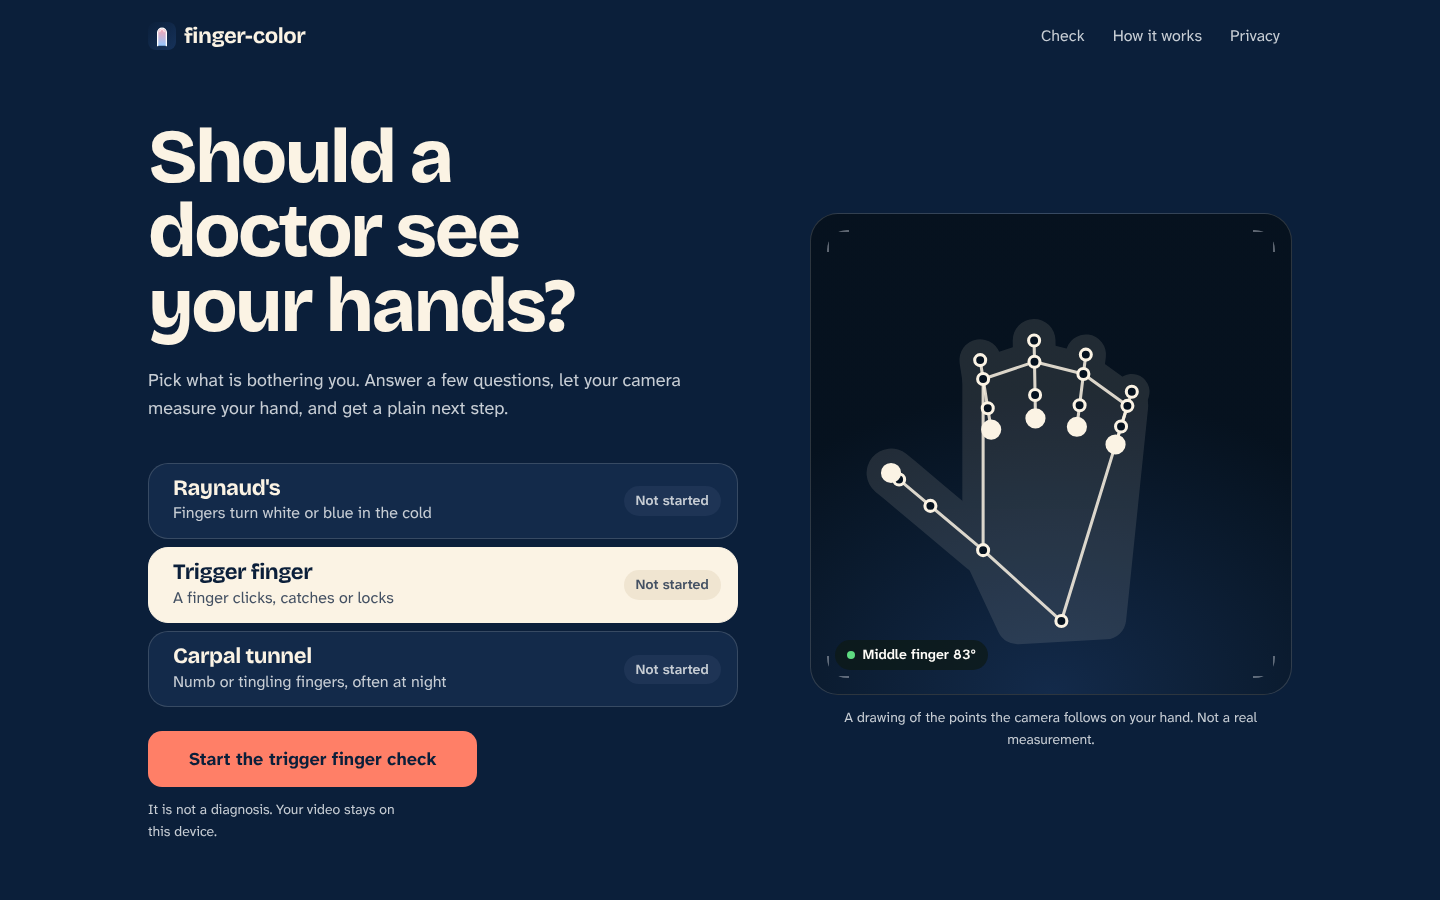 finger-color
Check
How it works
Privacy
Should a
doctor see
your hands?
Pick what is bothering you. Answer a few questions, let your camera
measure your hand, and get a plain next step.
Raynaud's
Fingers turn white or blue in the cold
Not started
Trigger finger
A finger clicks, catches or locks
Not started
Carpal tunnel
Numb or tingling fingers, often at night
Not started
Start the trigger finger check
It is not a diagnosis. Your video stays on
this device.
Middle finger 83°
A drawing of the points the camera follows on your hand. Not a real
measurement.